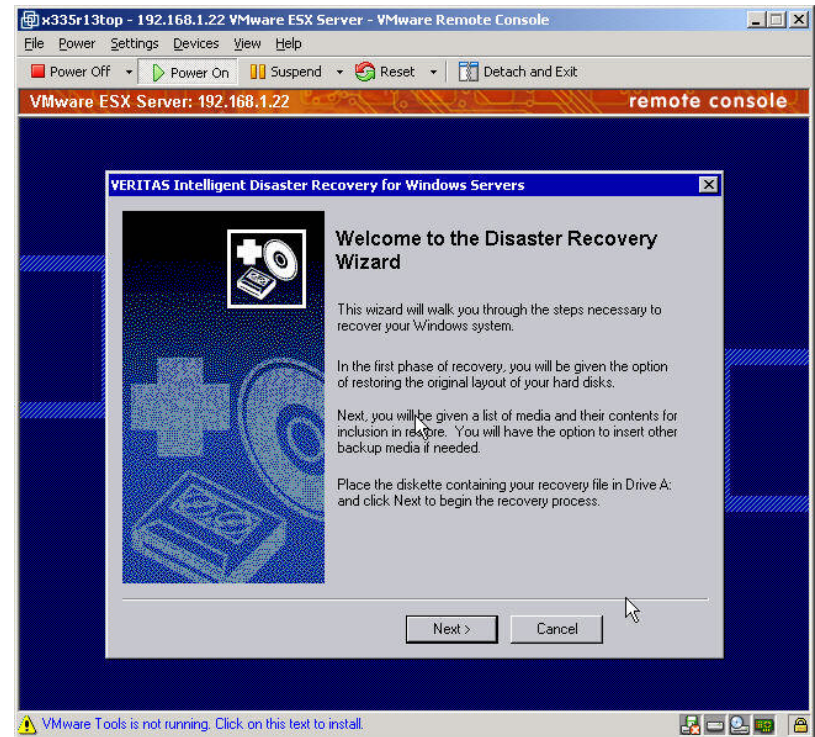 x335r13top - 192.168.1.22 VMware ESX Server - VMware Remote Console
File Power Settings Devices View Help
Power Off Power On Suspend Reset Detach and Exit
VMware ESX Server: 192.168.1.22 remote console
VERITAS Intelligent Disaster Recovery for Windows Servers
Welcome to the Disaster Recovery
Wizard
This wizard will walk you through the steps necessary to
recover your Windows system.
In the first phase of recovery, you will be given the option
of restoring the original layout of your hard disks.
Next, you will be given a list of media and their contents for
inclusion in restore. You will have the option to insert other
backup media if needed.
Place the diskette containing your recovery file in Drive A:
and click Next to begin the recovery process.
Next > Cancel
VMware Tools is not running. Click on this text to install.